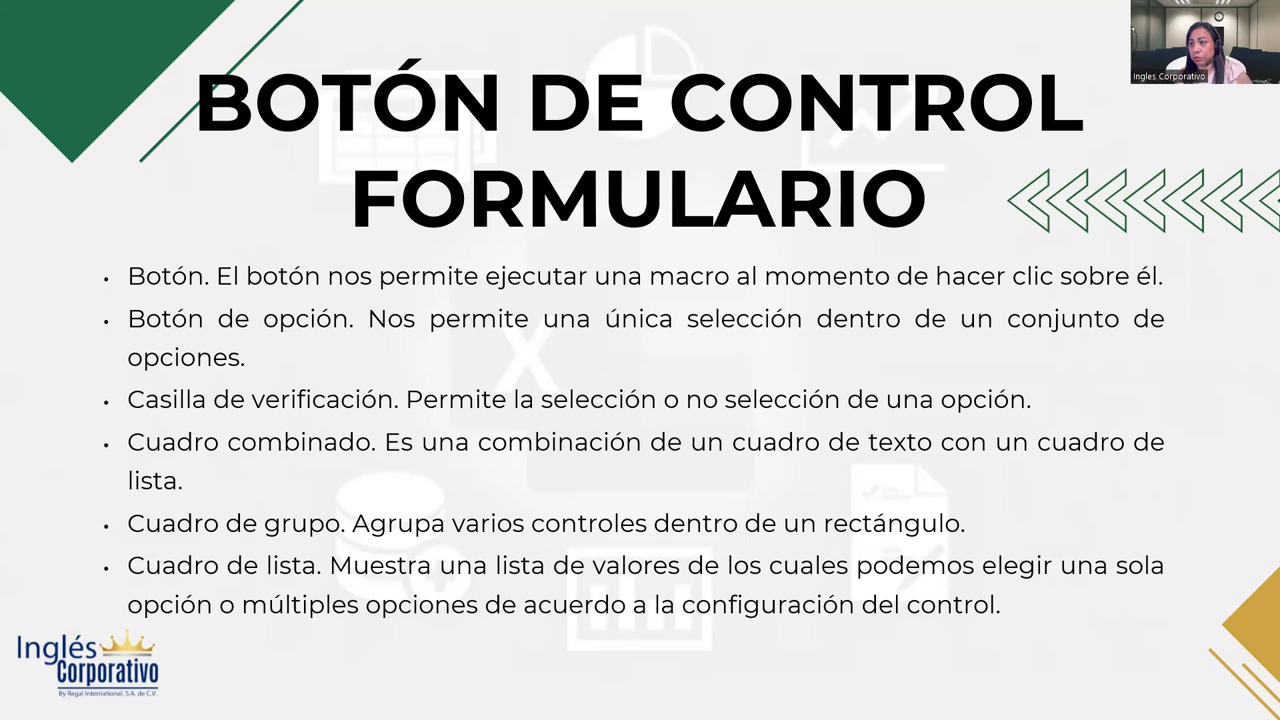 Ingles Corporativo
BOTÓN DE CONTROL
FORMULARIO
• Botón. El botón nos permite ejecutar una macro al momento de hacer clic sobre él.
• Botón de opción. Nos permite una única selección dentro de un conjunto de
opciones.
• Casilla de verificación. Permite la selección o no selección de una opción.
• Cuadro combinado. Es una combinación de un cuadro de texto con un cuadro de
lista.
• Cuadro de grupo. Agrupa varios controles dentro de un rectángulo.
• Cuadro de lista. Muestra una lista de valores de los cuales podemos elegir una sola
opción o múltiples opciones de acuerdo a la configuración del control.
X
Inglés
Corporativo
By Regal International, S.A. de C.V.